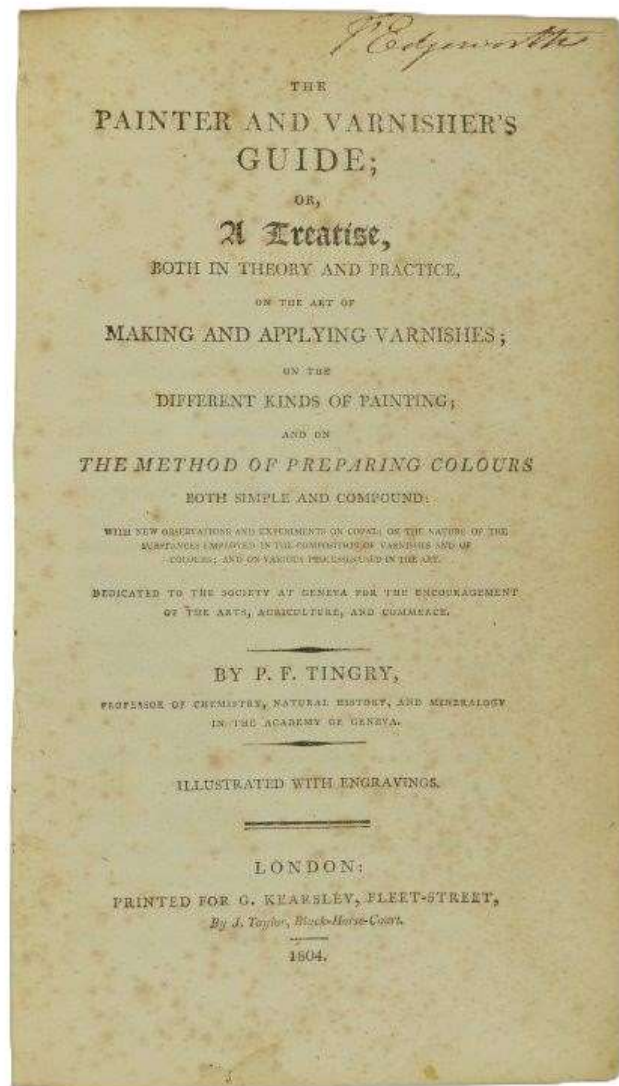 Edgeworth
THE
PAINTER AND VARNISHER'S
GUIDE;
OR,
A Treatise,
BOTH IN THEORY AND PRACTICE,
ON THE ART OF
MAKING AND APPLYING VARNISHES;
ON THE
DIFFERENT KINDS OF PAINTING;
AND ON
THE METHOD OF PREPARING COLOURS
BOTH SIMPLE AND COMPOUND:
WITH NEW OBSERVATIONS AND EXPERIMENTS ON COPAL; ON THE NATURE OF THE
SUBSTANCES EMPLOYED IN THE COMPOSITION OF VARNISHES AND OF
COLOURS; AND ON VARIOUS PROCESSES USED IN THE ART.
DEDICATED TO THE SOCIETY AT GENEVA FOR THE ENCOURAGEMENT
OF THE ARTS, AGRICULTURE, AND COMMERCE.
BY P. F. TINGRY,
PROFESSOR OF CHEMISTRY, NATURAL HISTORY, AND MINERALOGY
IN THE ACADEMY OF GENEVA.
ILLUSTRATED WITH ENGRAVINGS.
LONDON:
PRINTED FOR G. KEARSLEY, FLEET-STREET,
By J. Taylor, Black-Horse-Court.
1804.